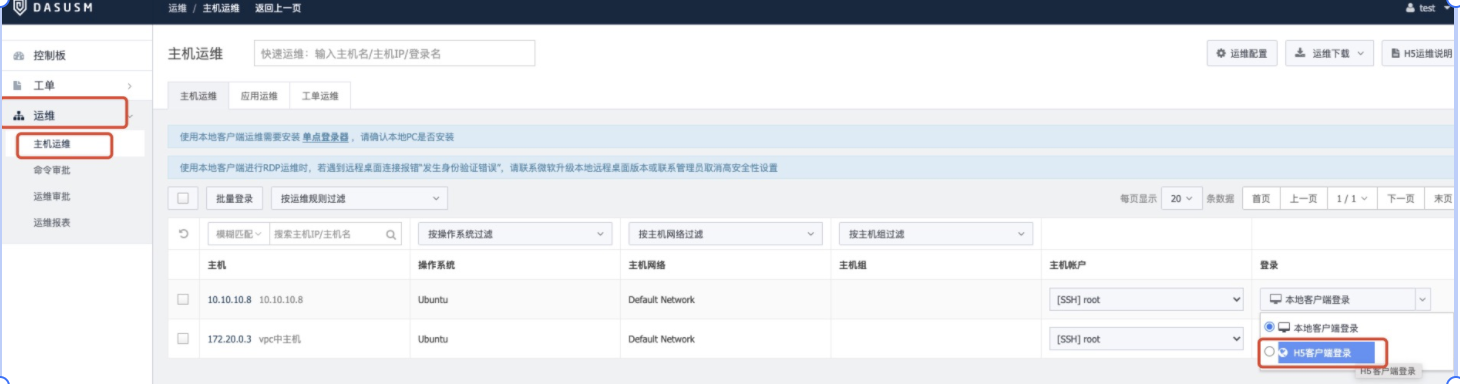 DASUSM 运维 / 主机运维 返回上一页 test
控制板
工单
运维
主机运维
命令审批
运维审批
运维报表
主机运维 快速运维：输入主机名/主机IP/登录名 运维配置 运维下载 H5运维说明
主机运维 应用运维 工单运维
使用本地客户端运维需要安装 单点登录器 ，请确认本地PC是否安装
使用本地客户端进行RDP运维时，若遇到远程桌面连接报错"发生身份验证错误"，请联系微软升级本地远程桌面版本或联系管理员取消高安全性设置
批量登录 按运维规则过滤 每页显示 20 条数据 首页 上一页 1 / 1 下一页 末页
模糊匹配 搜索主机IP/主机名 按操作系统过滤 按主机网络过滤 按主机组过滤
主机 操作系统 主机网络 主机组 主机帐户 登录
10.10.10.8 10.10.10.8 Ubuntu Default Network [SSH] root 本地客户端登录
本地客户端登录
172.20.0.3 vpc中主机 Ubuntu Default Network [SSH] root
H5客户端登录
H5客户端登录